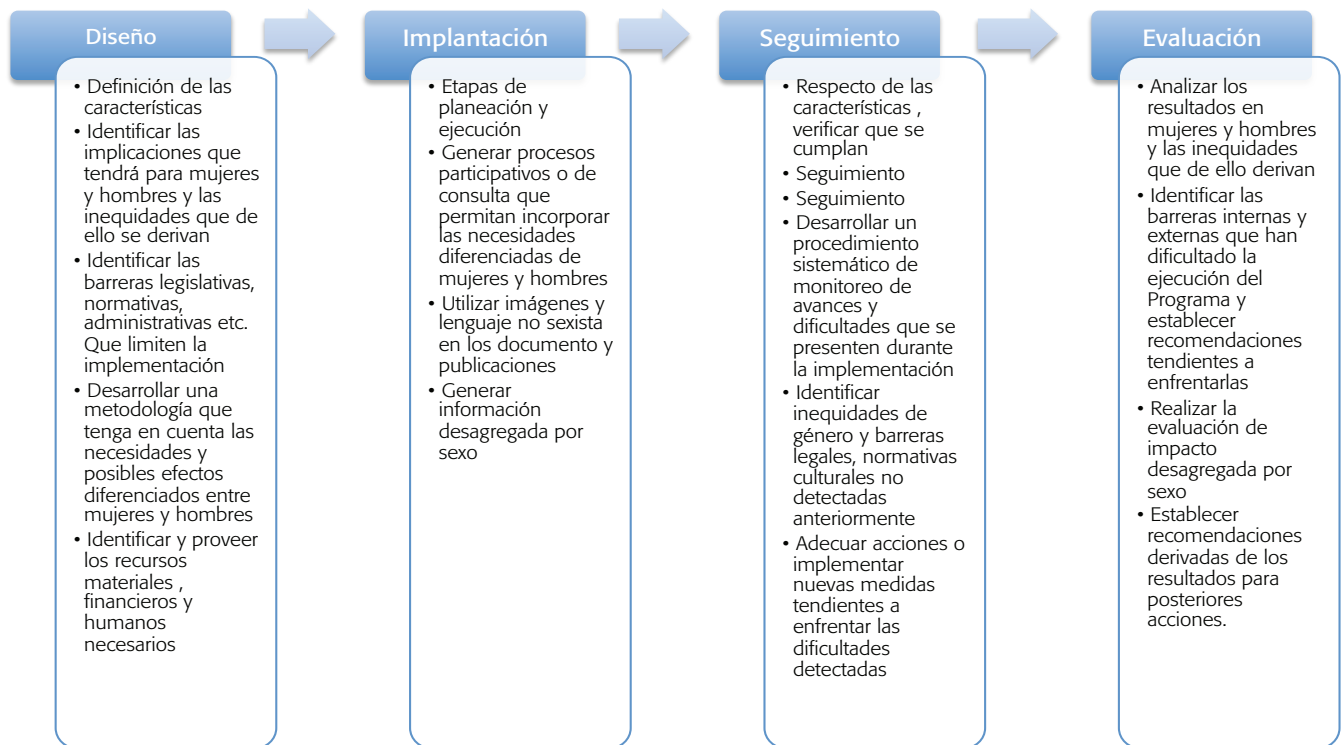 Diseño
• Definición de las
características
• Identificar las
implicaciones que
tendrá para mujeres
y hombres y las
inequidades que de
ello se derivan
• Identificar las
barreras legislativas,
normativas,
administrativas etc.
Que limiten la
implementación
• Desarrollar una
metodología que
tenga en cuenta las
necesidades y
posibles efectos
diferenciados entre
mujeres y hombres
• Identificar y proveer
los recursos
materiales ,
financieros y
humanos
necesarios
Implantación
• Etapas de
planeación y
ejecución
• Generar procesos
participativos o de
consulta que
permitan incorporar
las necesidades
diferenciadas de
mujeres y hombres
• Utilizar imágenes y
lenguaje no sexista
en los documento y
publicaciones
• Generar
información
desagregada por
sexo
Seguimiento
• Respecto de las
características ,
verificar que se
cumplan
• Seguimiento
• Seguimiento
• Desarrollar un
procedimiento
sistemático de
monitoreo de
avances y
dificultades que se
presenten durante
la implementación
• Identificar
inequidades de
género y barreras
legales, normativas
culturales no
detectadas
anteriormente
• Adecuar acciones o
implementar
nuevas medidas
tendientes a
enfrentar las
dificultades
detectadas
Evaluación
• Analizar los
resultados en
mujeres y hombres
y las inequidades
que de ello derivan
• Identificar las
barreras internas y
externas que han
dificultado la
ejecución del
Programa y
establecer
recomendaciones
tendientes a
enfrentarlas
• Realizar la
evaluación de
impacto
desagregada por
sexo
• Establecer
recomendaciones
derivadas de los
resultados para
posteriores
acciones.